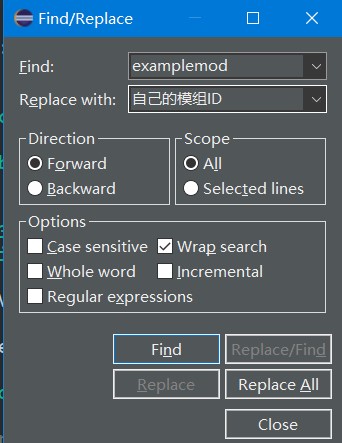 Find/Replace
Find: examplemod
Replace with: 自己的模组ID
Direction Scope
Forward All
Backward Selected lines
Options
Case sensitive Wrap search
Whole word Incremental
Regular expressions
Find Replace/Find
Replace Replace All
Close